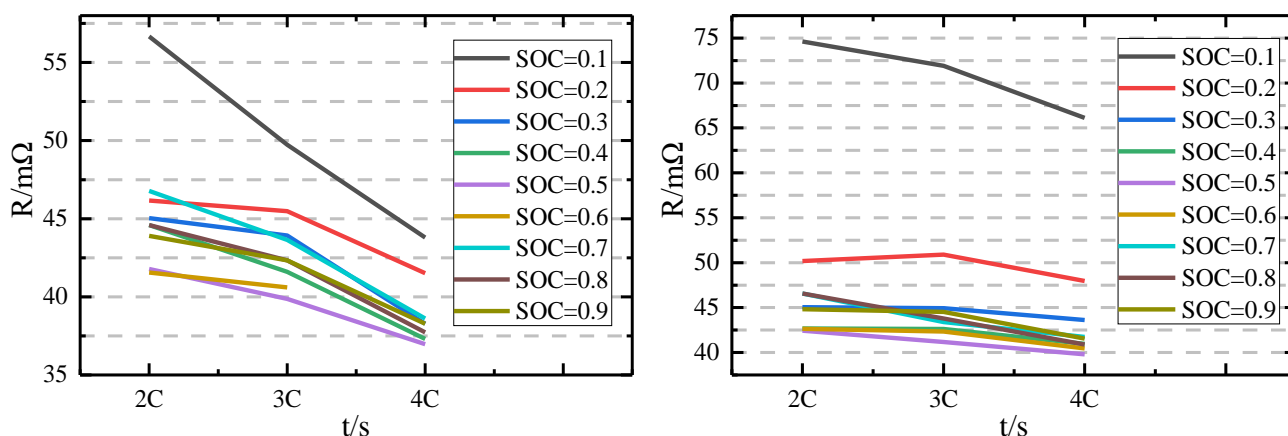 R/mΩ
55
50
45
40
35
2C
3C
4C
t/s
SOC=0.1
SOC=0.2
SOC=0.3
SOC=0.4
SOC=0.5
SOC=0.6
SOC=0.7
SOC=0.8
SOC=0.9
R/mΩ
75
70
65
60
55
50
45
40
2C
3C
4C
t/s
SOC=0.1
SOC=0.2
SOC=0.3
SOC=0.4
SOC=0.5
SOC=0.6
SOC=0.7
SOC=0.8
SOC=0.9